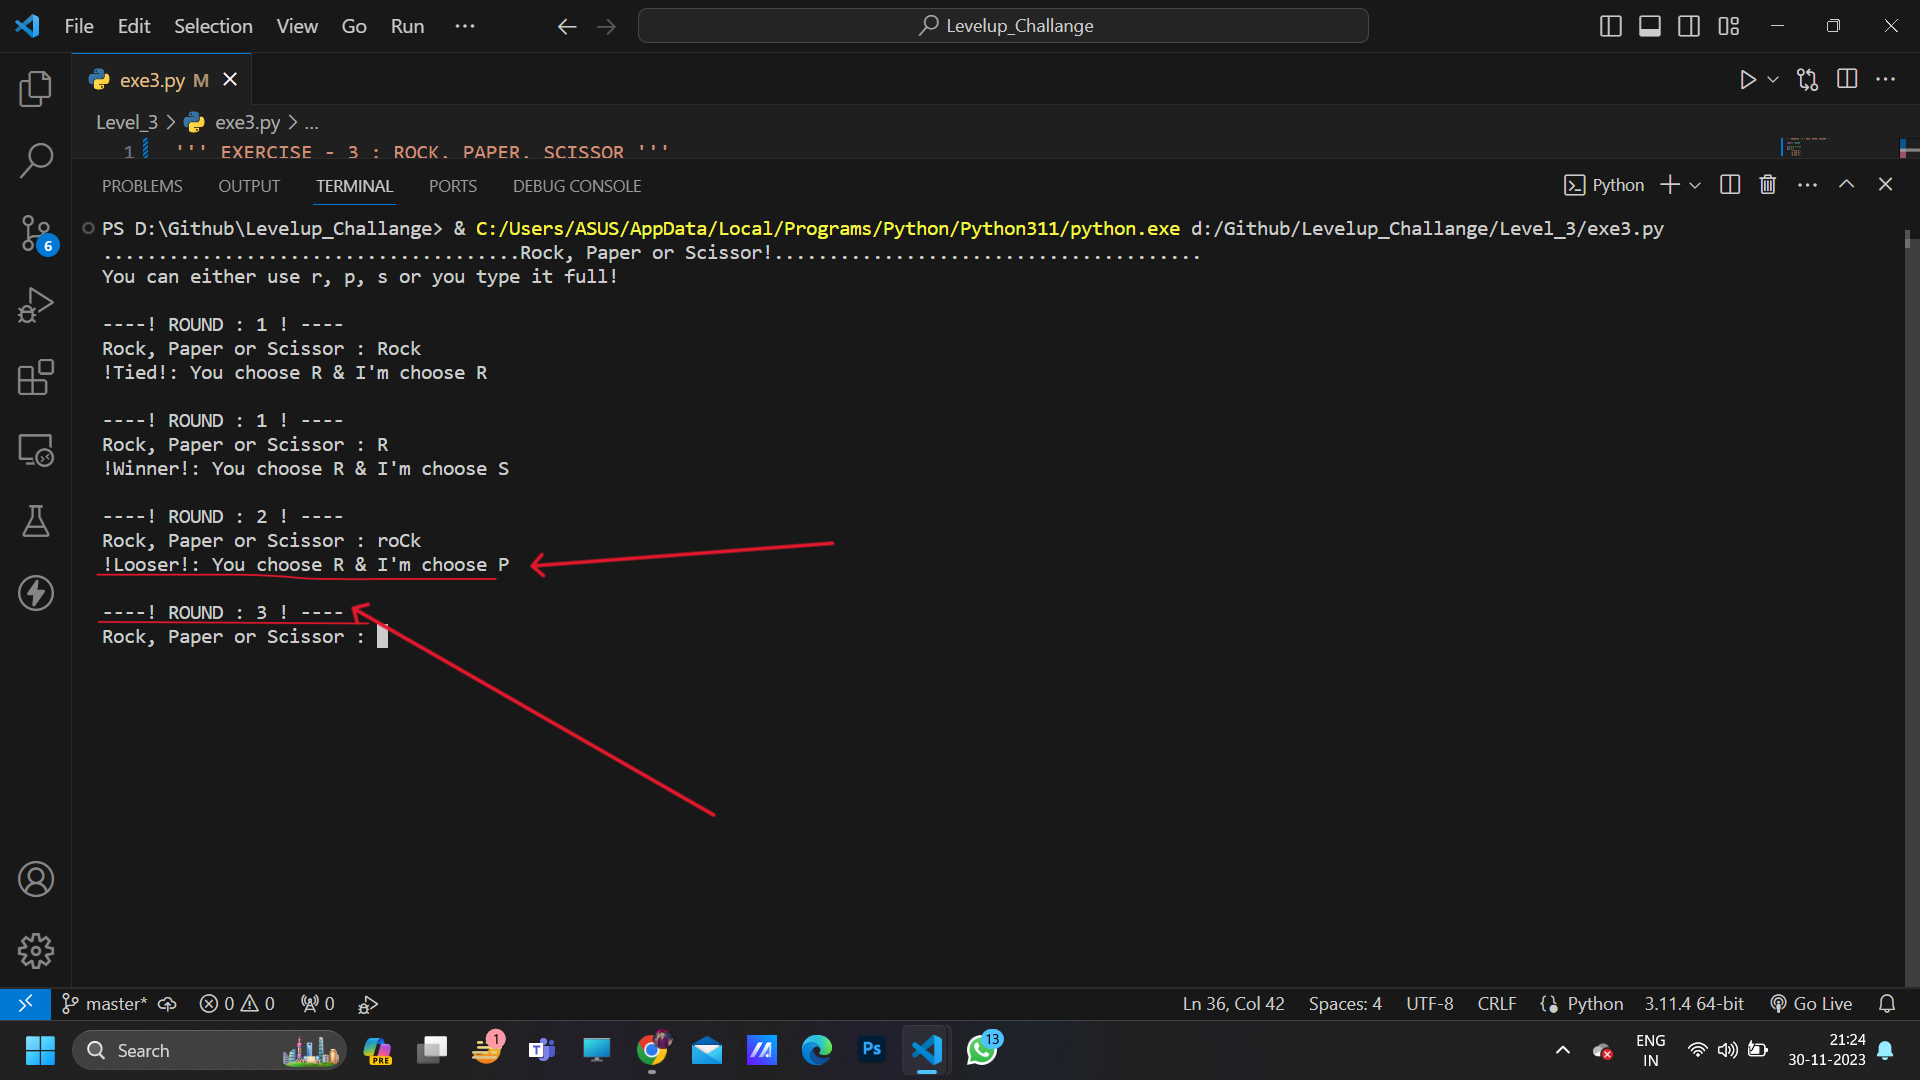 File Edit Selection View Go Run ··· Levelup_Challange
exe3.py M
Level_3 > exe3.py > ...
1 ''' EXERCISE - 3 : ROCK, PAPER, SCISSOR '''
PROBLEMS OUTPUT TERMINAL PORTS DEBUG CONSOLE Python
PS D:\Github\Levelup_Challange> & C:/Users/ASUS/AppData/Local/Programs/Python/Python311/python.exe d:/Github/Levelup_Challange/Level_3/exe3.py
......................................Rock, Paper or Scissor!.......................................
You can either use r, p, s or you type it full!
----! ROUND : 1 ! ----
Rock, Paper or Scissor : Rock
!Tied!: You choose R & I'm choose R
----! ROUND : 1 ! ----
Rock, Paper or Scissor : R
!Winner!: You choose R & I'm choose S
----! ROUND : 2 ! ----
Rock, Paper or Scissor : roCk
!Looser!: You choose R & I'm choose P
----! ROUND : 3 ! ----
Rock, Paper or Scissor :
6
master* 0 0 0 Ln 36, Col 42 Spaces: 4 UTF-8 CRLF {} Python 3.11.4 64-bit Go Live
Search PRE 1 Ps 13 ENG IN 21:24
30-11-2023